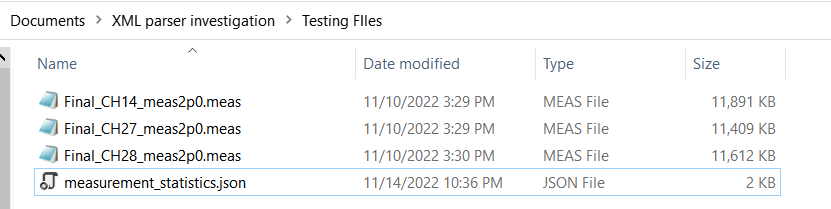 Documents > XML parser investigation > Testing FIles
Name Date modified Type Size
Final_CH14_meas2p0.meas 11/10/2022 3:29 PM MEAS File 11,891 KB
Final_CH27_meas2p0.meas 11/10/2022 3:29 PM MEAS File 11,409 KB
Final_CH28_meas2p0.meas 11/10/2022 3:30 PM MEAS File 11,612 KB
measurement_statistics.json 11/14/2022 10:36 PM JSON File 2 KB